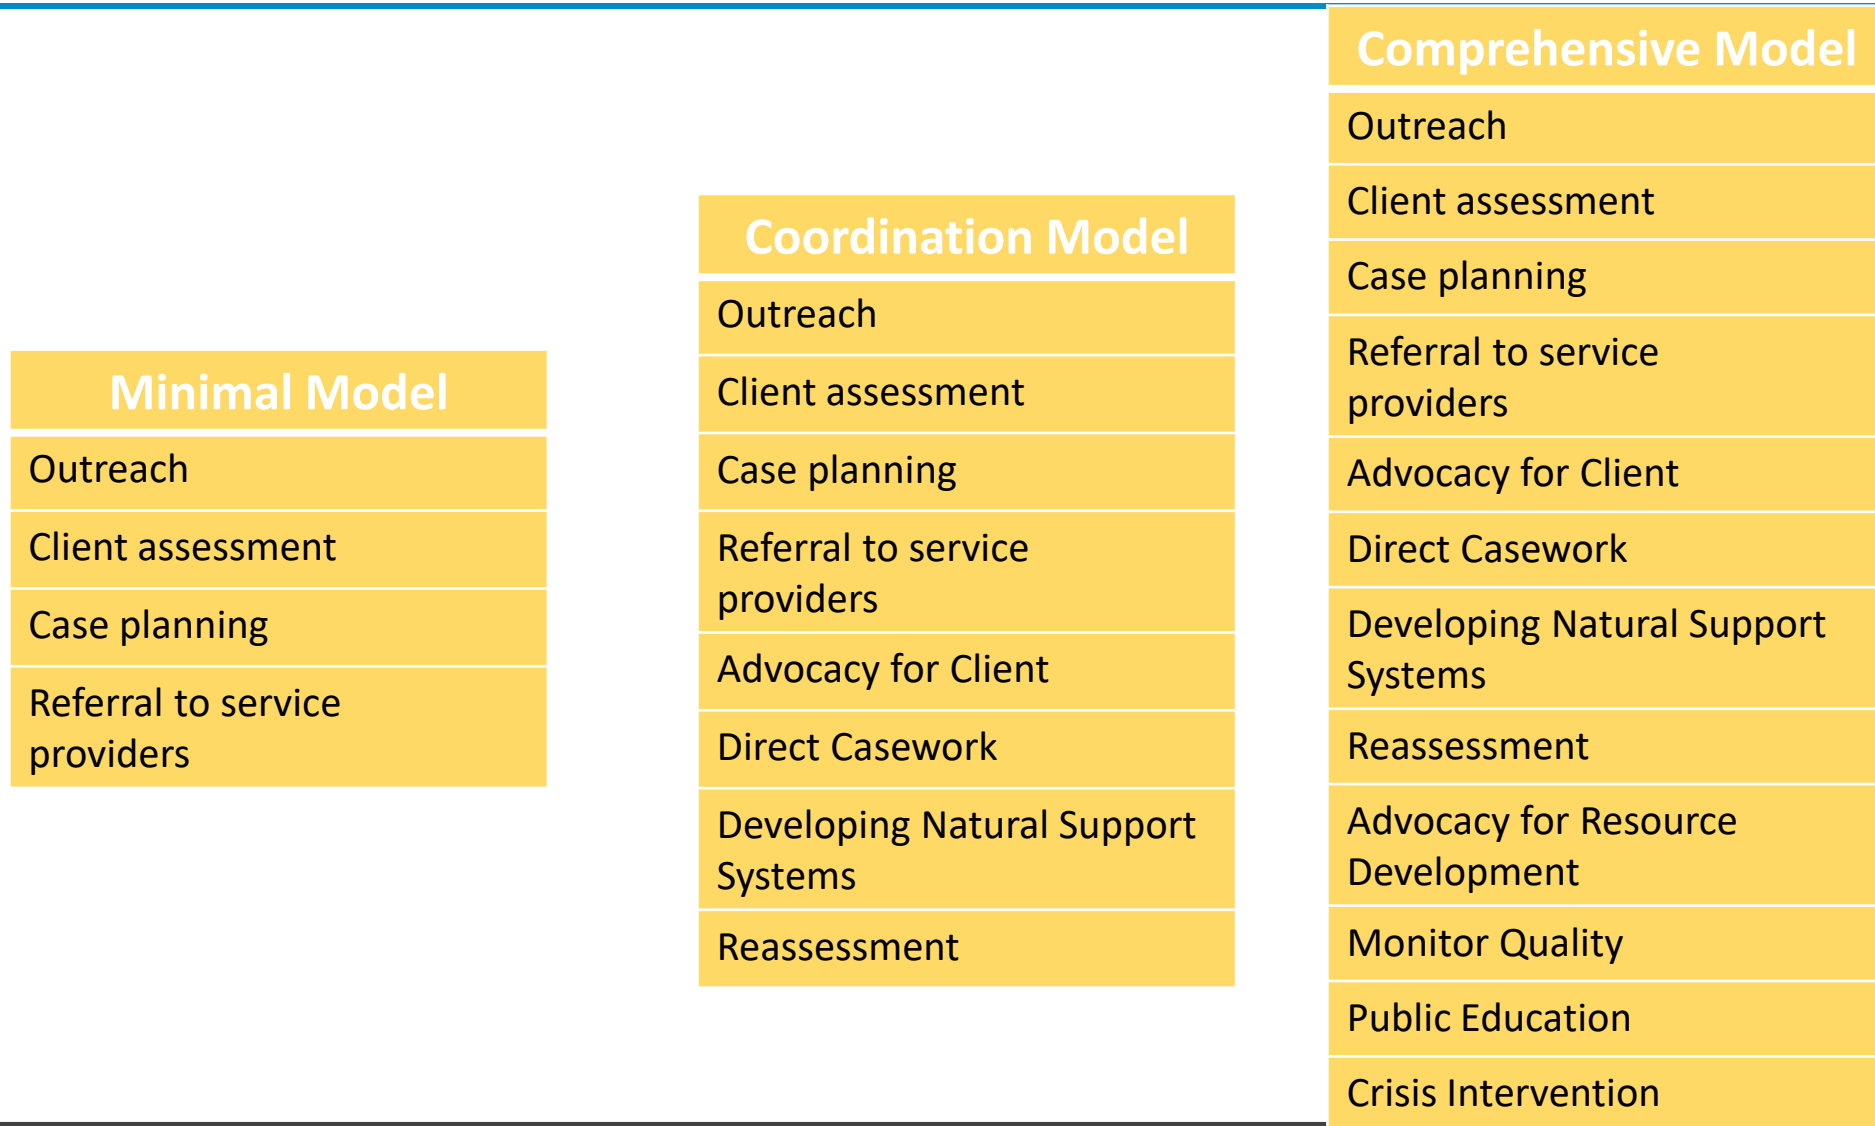 Minimal Model
Outreach
Client assessment
Case planning
Referral to service
providers
Coordination Model
Outreach
Client assessment
Case planning
Referral to service
providers
Advocacy for Client
Direct Casework
Developing Natural Support
Systems
Reassessment
Comprehensive Model
Outreach
Client assessment
Case planning
Referral to service
providers
Advocacy for Client
Direct Casework
Developing Natural Support
Systems
Reassessment
Advocacy for Resource
Development
Monitor Quality
Public Education
Crisis Intervention